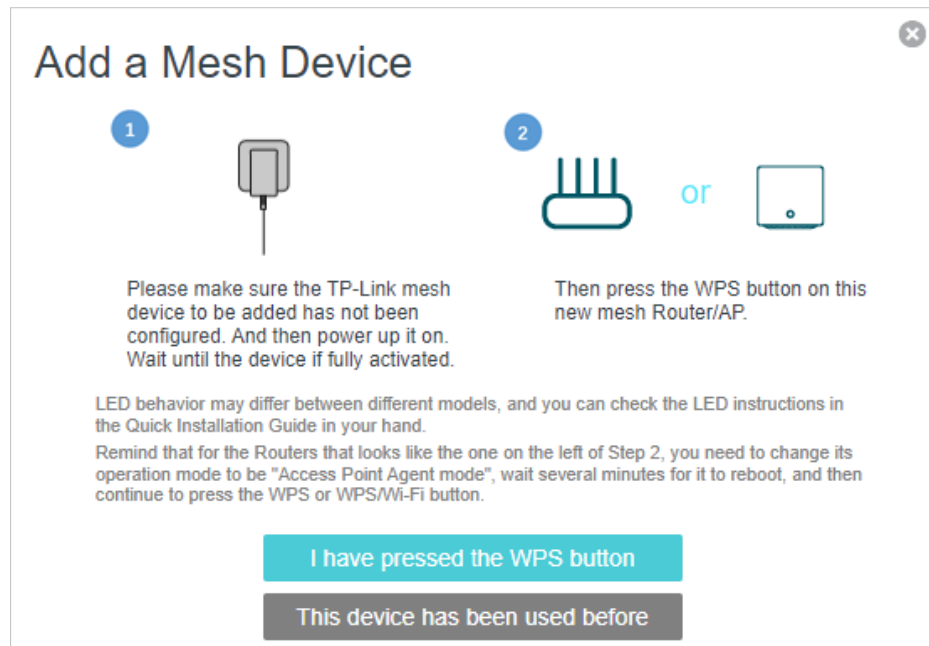 Add a Mesh Device
1
2
or
Please make sure the TP-Link mesh
device to be added has not been
configured. And then power up it on.
Wait until the device if fully activated.
Then press the WPS button on this
new mesh Router/AP.
LED behavior may differ between different models, and you can check the LED instructions in
the Quick Installation Guide in your hand.
Remind that for the Routers that looks like the one on the left of Step 2, you need to change its
operation mode to be "Access Point Agent mode", wait several minutes for it to reboot, and then
continue to press the WPS or WPS/Wi-Fi button.
I have pressed the WPS button
This device has been used before